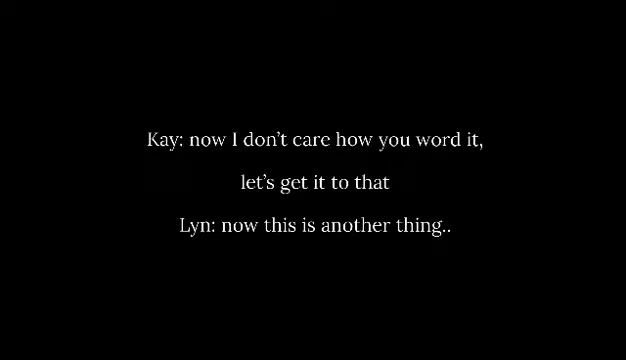 Kay: now I don’t care how you word it,
let’s get it to that
Lyn: now this is another thing..